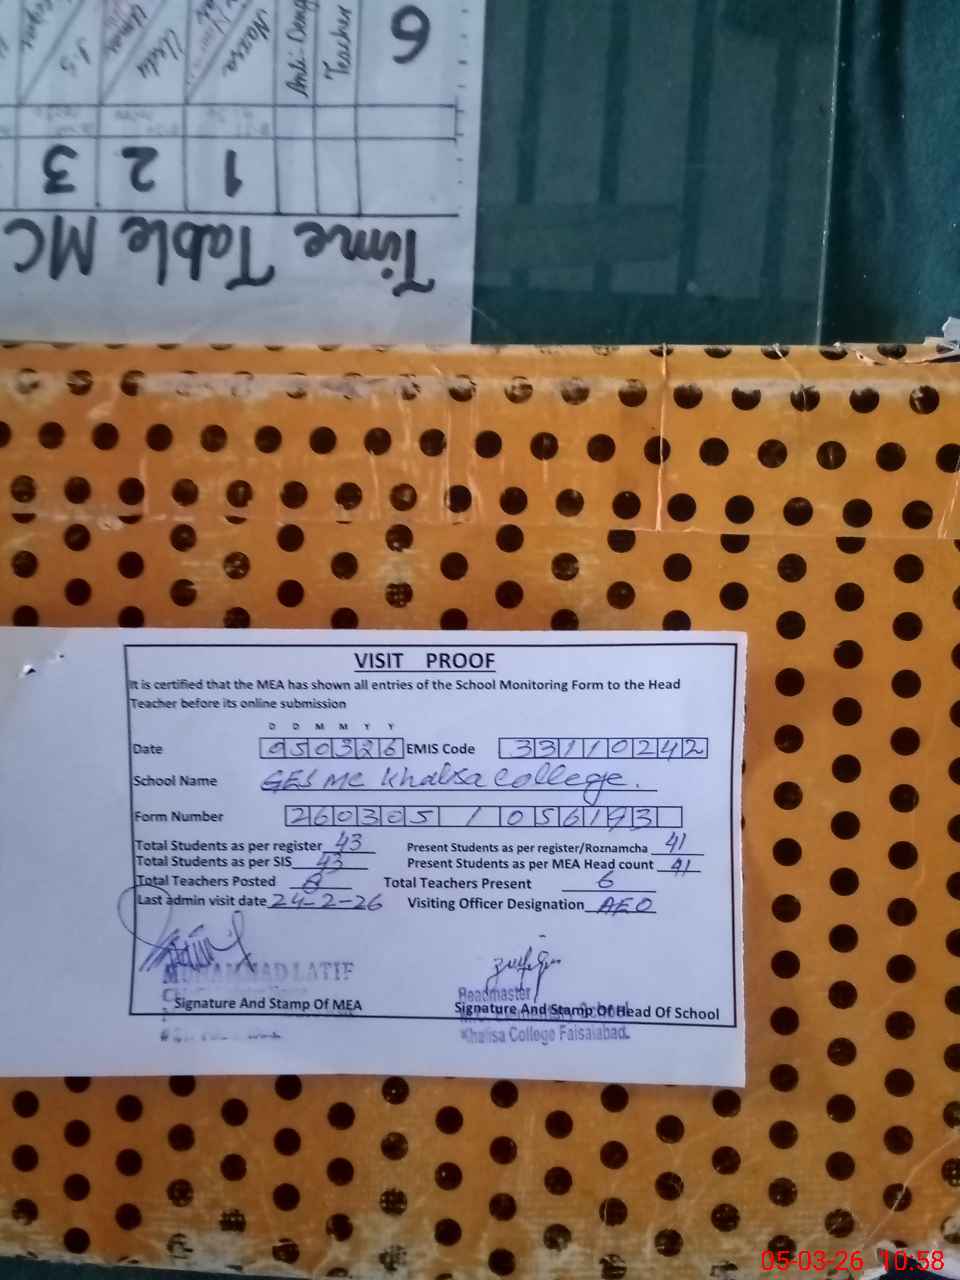 6
Teacher
1
2
3
Time Table MC
VISIT PROOF
It is certified that the MEA has shown all entries of the School Monitoring Form to the Head
Teacher before its online submission
D D M M Y Y
Date 050326 EMIS Code 33110242
School Name GES MC Khalsa College.
Form Number 260305 / 056193
Total Students as per register 43 Present Students as per register/Roznamcha 41
Total Students as per SIS 43 Present Students as per MEA Head count 41
Total Teachers Posted 8 Total Teachers Present 6
Last admin visit date 24-2-26 Visiting Officer Designation AEO
MUHAMMAD LATIF
Headmaster
Signature And Stamp Of MEA Signature And Stamp Of Head Of School
Khalisa College Faisalabad.
05-03-26 10:58